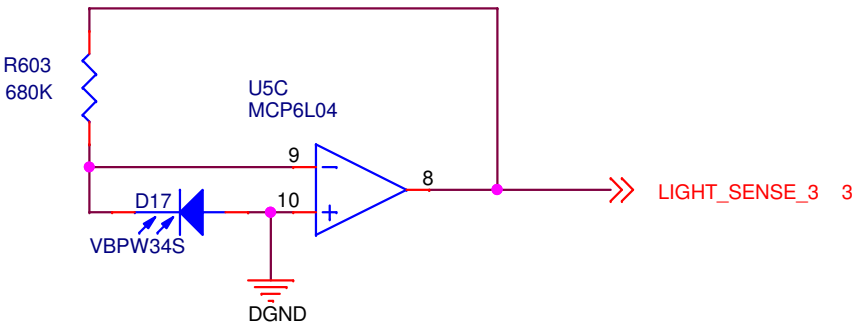 R603
680K
U5C
MCP6L04
9
8
D17
10
LIGHT_SENSE_3 3
VBPW34S
DGND